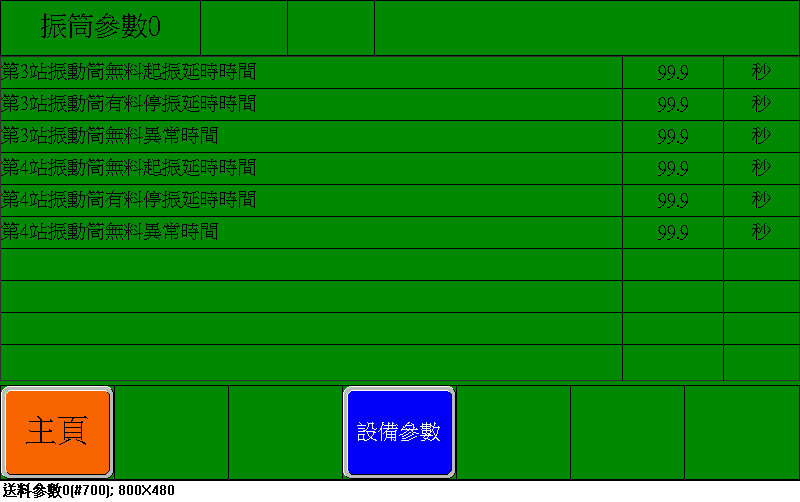 振筒參數0
第3站振動筒無料起振延時時間 99.9 秒
第3站振動筒有料停振延時時間 99.9 秒
第3站振動筒無料異常時間 99.9 秒
第4站振動筒無料起振延時時間 99.9 秒
第4站振動筒有料停振延時時間 99.9 秒
第4站振動筒無料異常時間 99.9 秒
主頁 設備參數
送料參數0(#700); 800X480